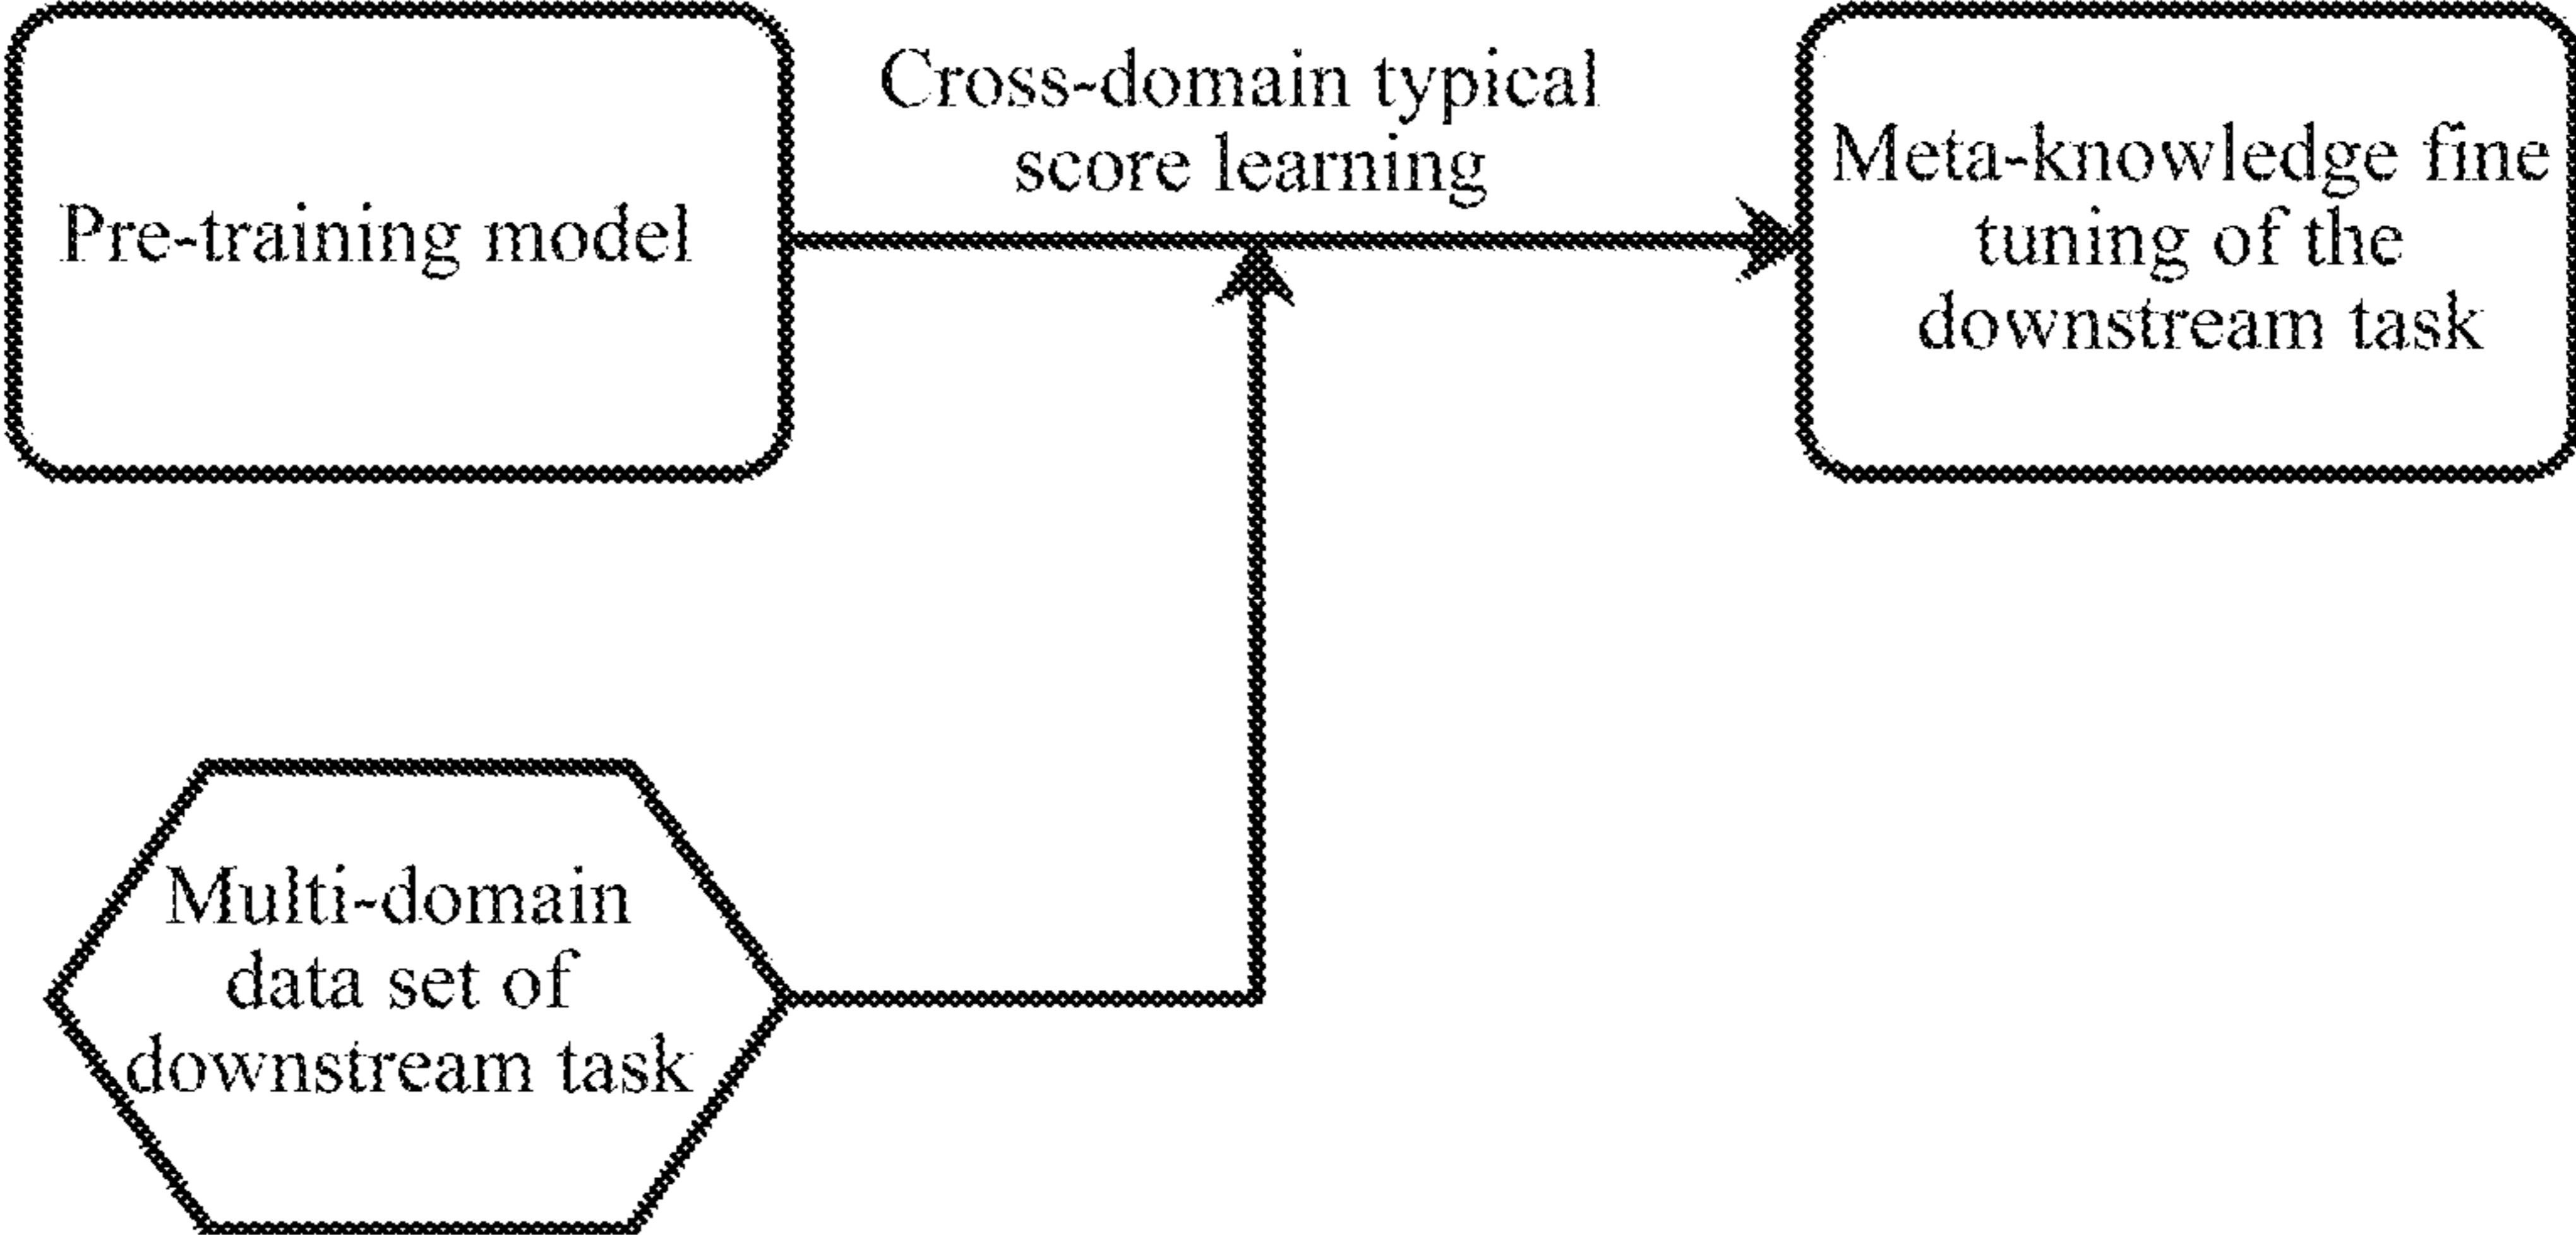 Pre-training model
Cross-domain typical
score learning
Meta-knowledge fine
tuning of the
downstream task
Multi-domain
data set of
downstream task